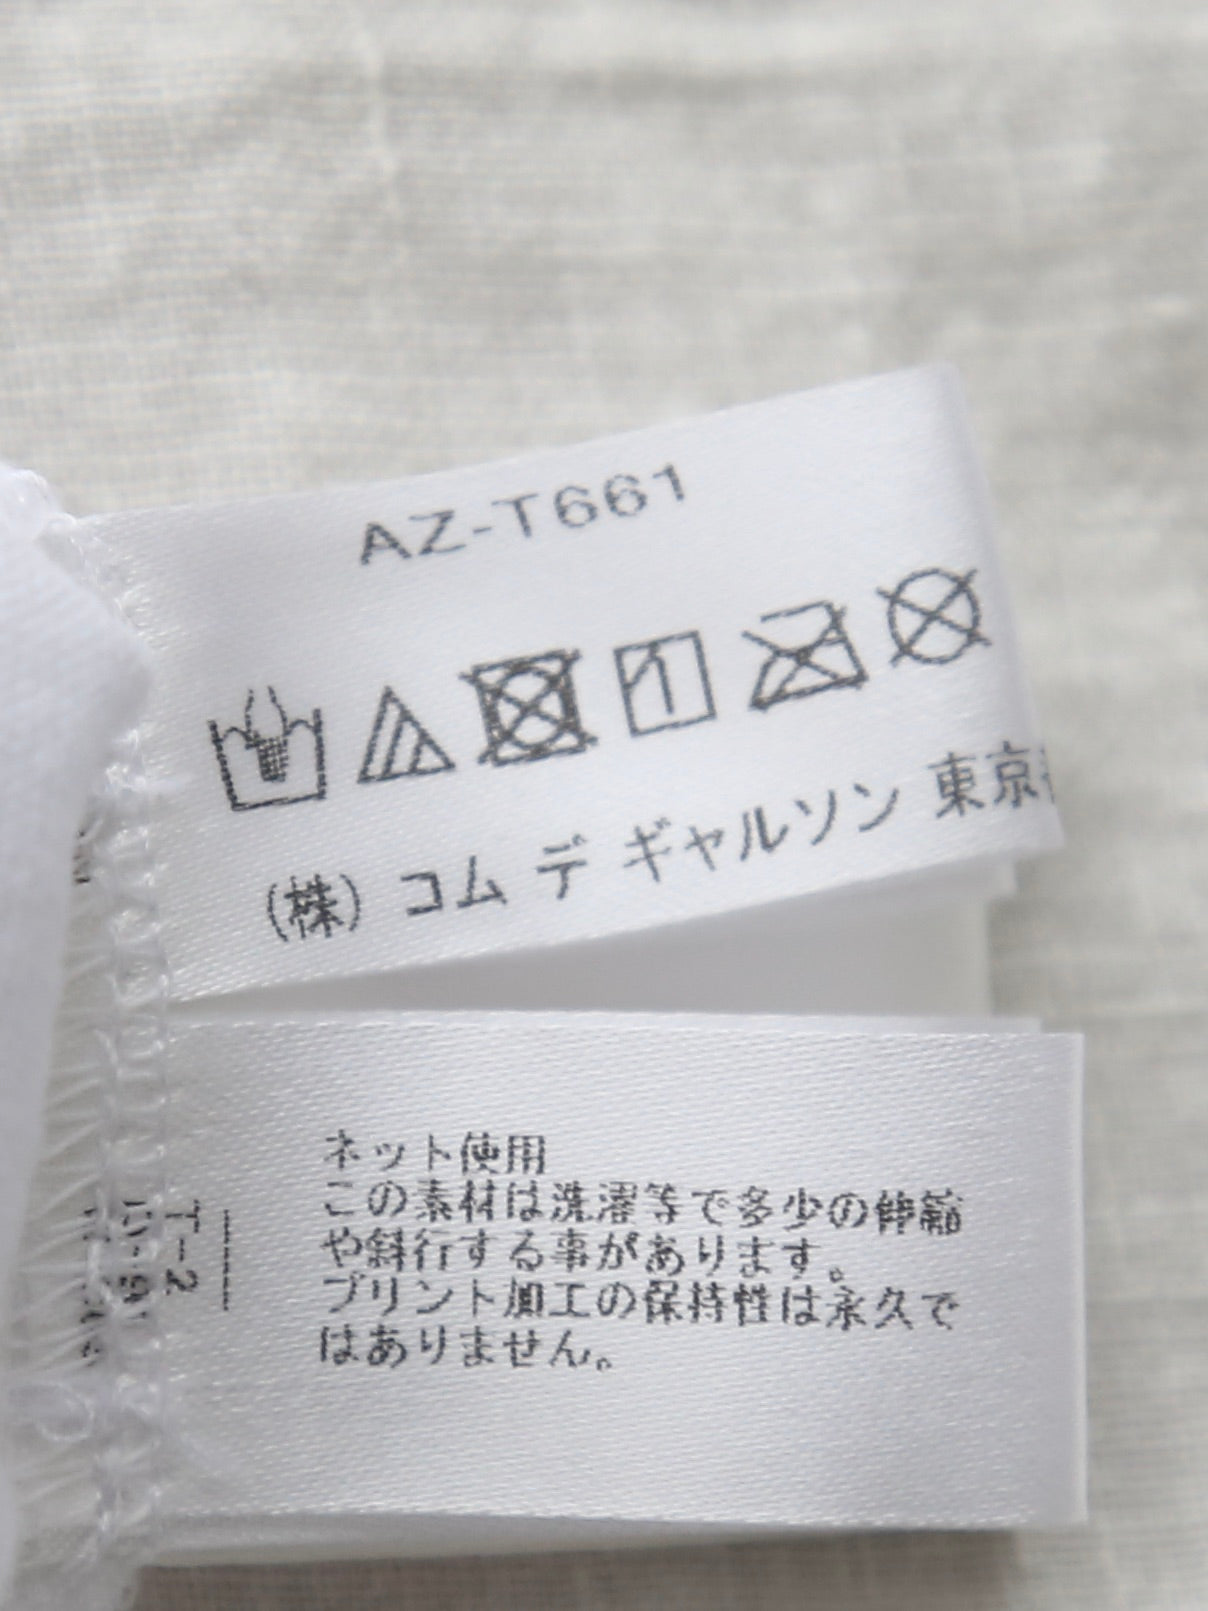 AZ-T661
(株) コム デ ギャルソン 東京
ネット使用
この素材は洗濯等で多少の伸縮
や斜行する事があります。
プリント加工の保持性は永久で
はありません。
T-2